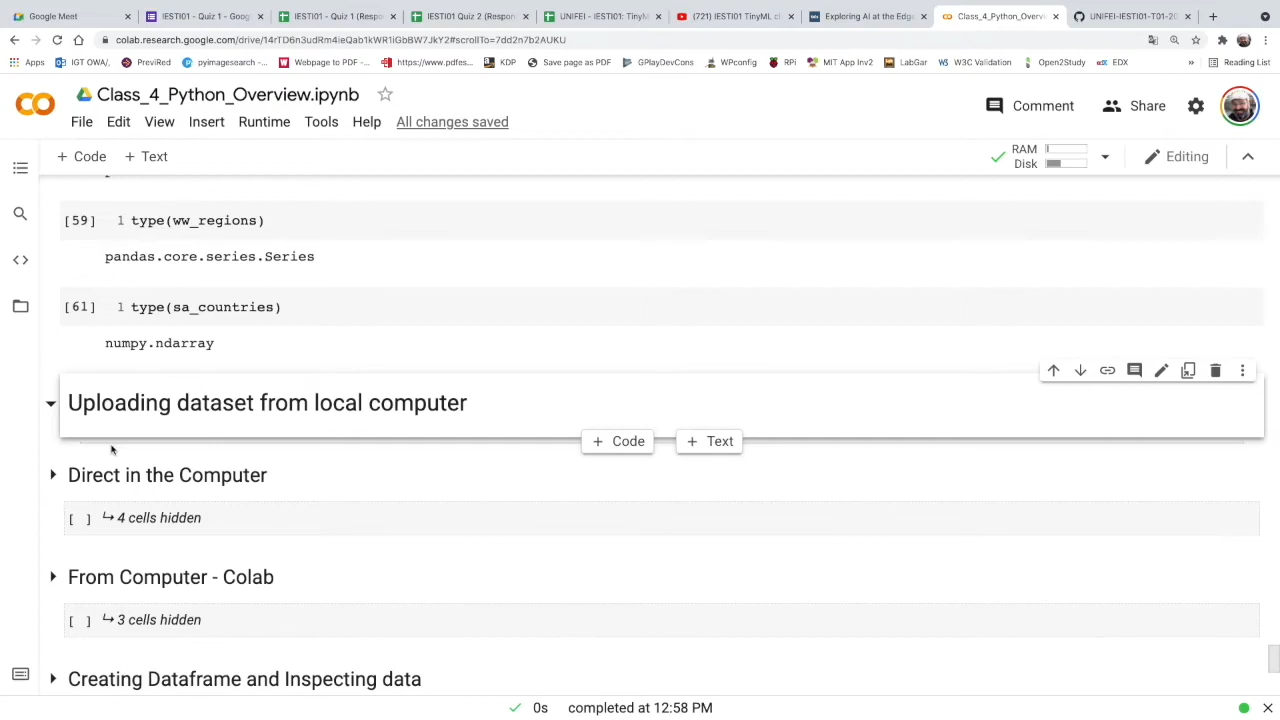 Google Meet
IESTI01 - Quiz 1 - Goog
IESTI01 - Quiz 1 (Respon
IESTI01 Quiz 2 (Respon
UNIFEI - IESTI01: TinyM
(721) IESTI01 TinyML cl
Exploring AI at the Edge
Class_4_Python_Overvie
UNIFEI-IESTI01-T01-20
colab.research.google.com/drive/14rTD6n3udRm4ieQab1kWR1iGbBW7JkY2#scrollTo=7dd2n7b2AUKU
Apps
IGT OWA/,
PreviRed
pyimagesearch -...
Webpage to PDF -...
https://www.pdfes...
KDP
Save page as PDF
GPlayDevCons
WPconfig
RPi
MIT App Inv2
LabGar
W3C Validation
Open2Study
EDX
»
Reading List
CO
Class_4_Python_Overview.ipynb
Comment
Share
File Edit View Insert Runtime Tools Help All changes saved
+ Code + Text
RAM
Disk
Editing
[59] 1 type(ww_regions)
pandas.core.series.Series
[61] 1 type(sa_countries)
numpy.ndarray
Uploading dataset from local computer
+ Code + Text
Direct in the Computer
[ ] 4 cells hidden
From Computer - Colab
[ ] 3 cells hidden
Creating Dataframe and Inspecting data
0s completed at 12:58 PM